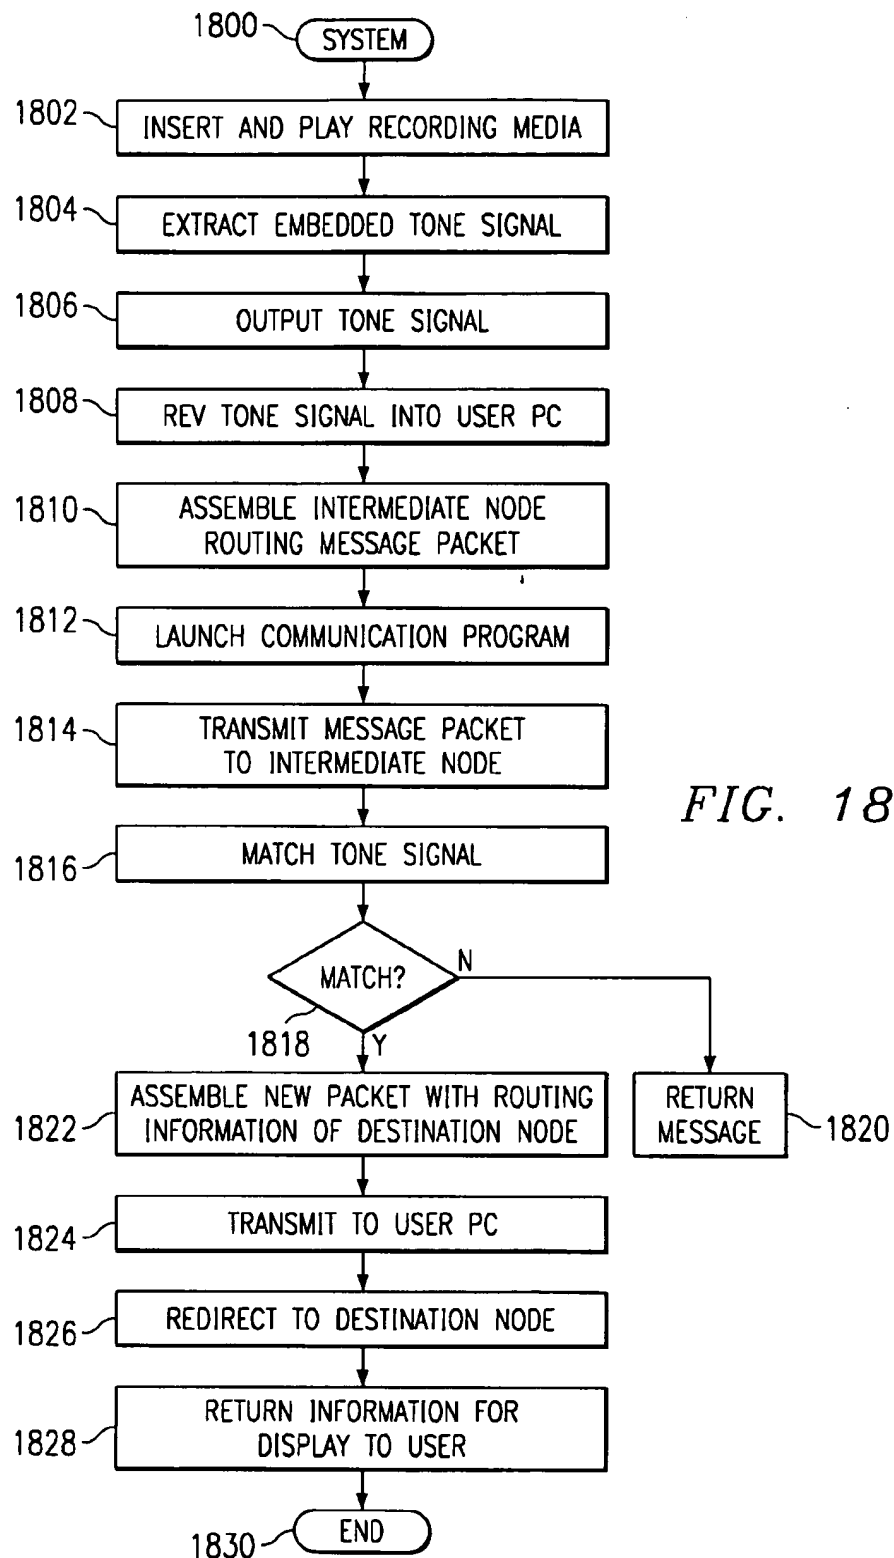 1800
SYSTEM
1802
INSERT AND PLAY RECORDING MEDIA
1804
EXTRACT EMBEDDED TONE SIGNAL
1806
OUTPUT TONE SIGNAL
1808
REV TONE SIGNAL INTO USER PC
1810
ASSEMBLE INTERMEDIATE NODE
ROUTING MESSAGE PACKET
1812
LAUNCH COMMUNICATION PROGRAM
1814
TRANSMIT MESSAGE PACKET
TO INTERMEDIATE NODE
FIG. 18
1816
MATCH TONE SIGNAL
MATCH?
N
1818
Y
1822
ASSEMBLE NEW PACKET WITH ROUTING
INFORMATION OF DESTINATION NODE
RETURN
MESSAGE
1820
1824
TRANSMIT TO USER PC
1826
REDIRECT TO DESTINATION NODE
1828
RETURN INFORMATION FOR
DISPLAY TO USER
1830
END